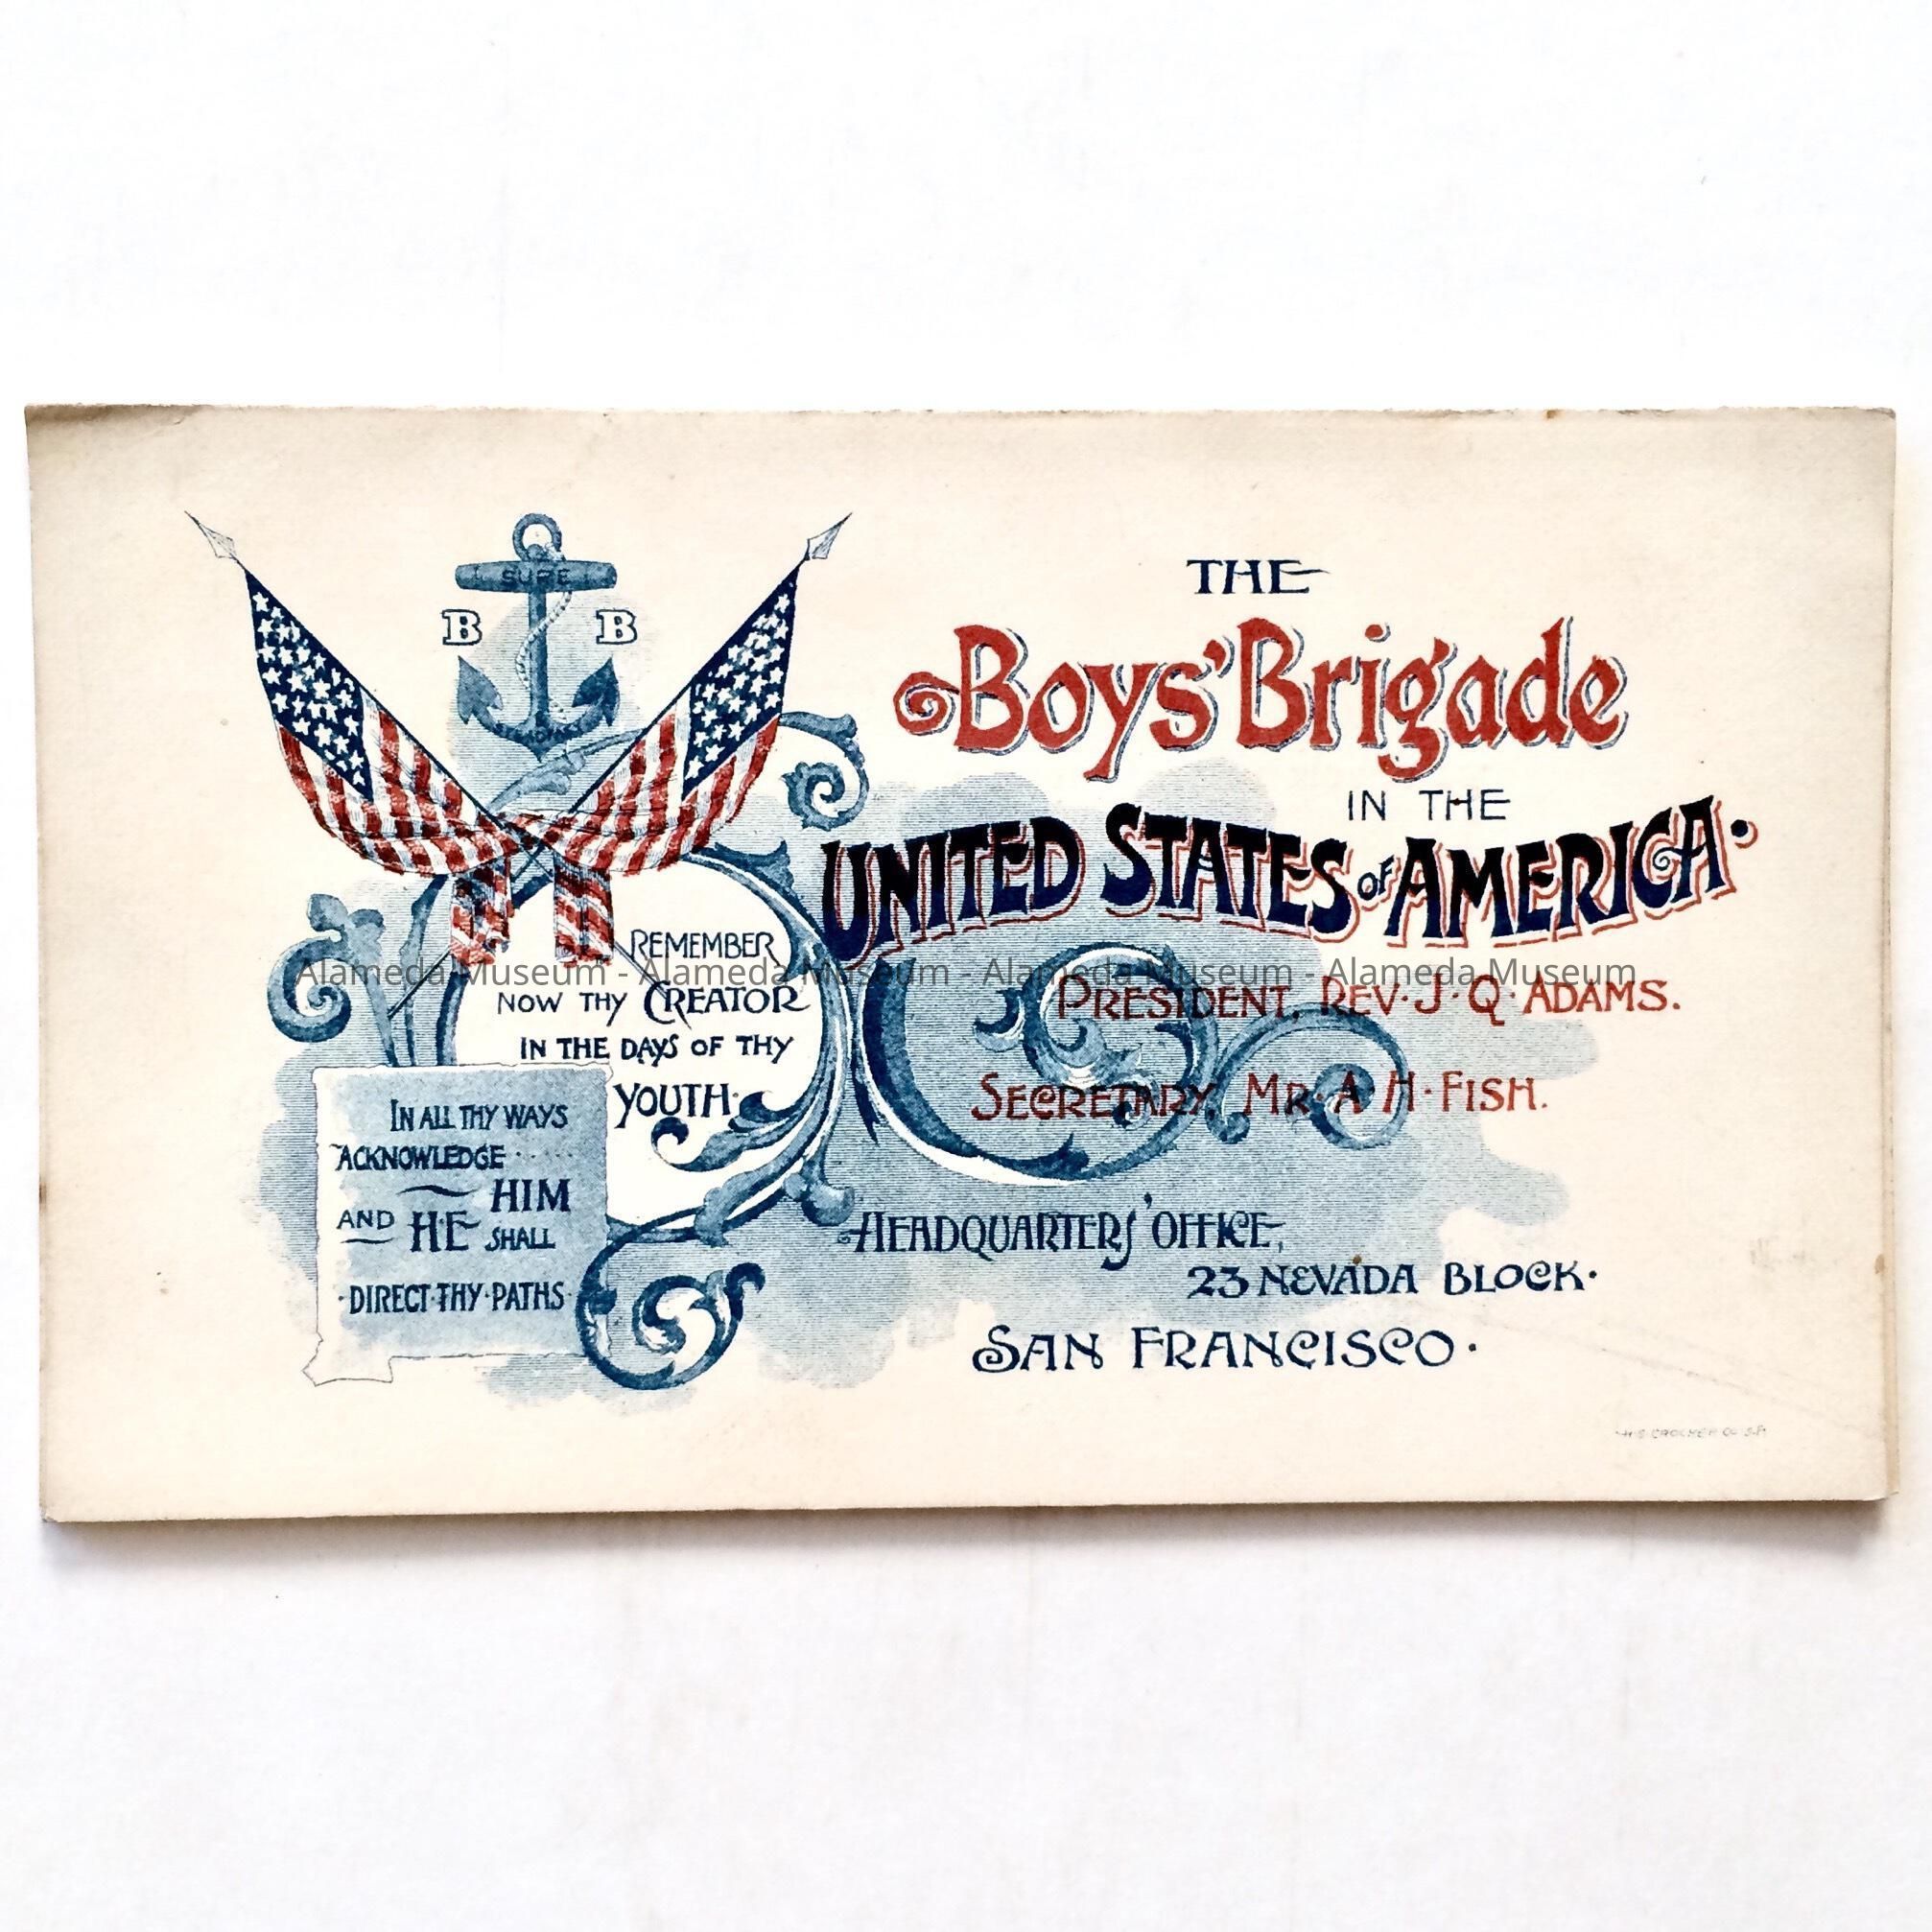 SURE
B B
REMEMBER
NOW THY CREATOR
IN THE DAYS OF THY
YOUTH·
IN ALL THY WAYS
ACKNOWLEDGE ·····
HIM
AND HE SHALL
·DIRECT·THY·PATHS·
THE
Boys' Brigade
IN THE
UNITED STATES OF AMERICA·
PRESIDENT, REV·J·Q·ADAMS.
SECRETARY, MR·A·H·FISH.
HEADQUARTERS' OFFICE,
23 NEVADA BLOCK·
SAN FRANCISCO·
H·S·CROCKER CO S.F.
Alameda Museum - Alameda Museum - Alameda Museum - Alameda Museum